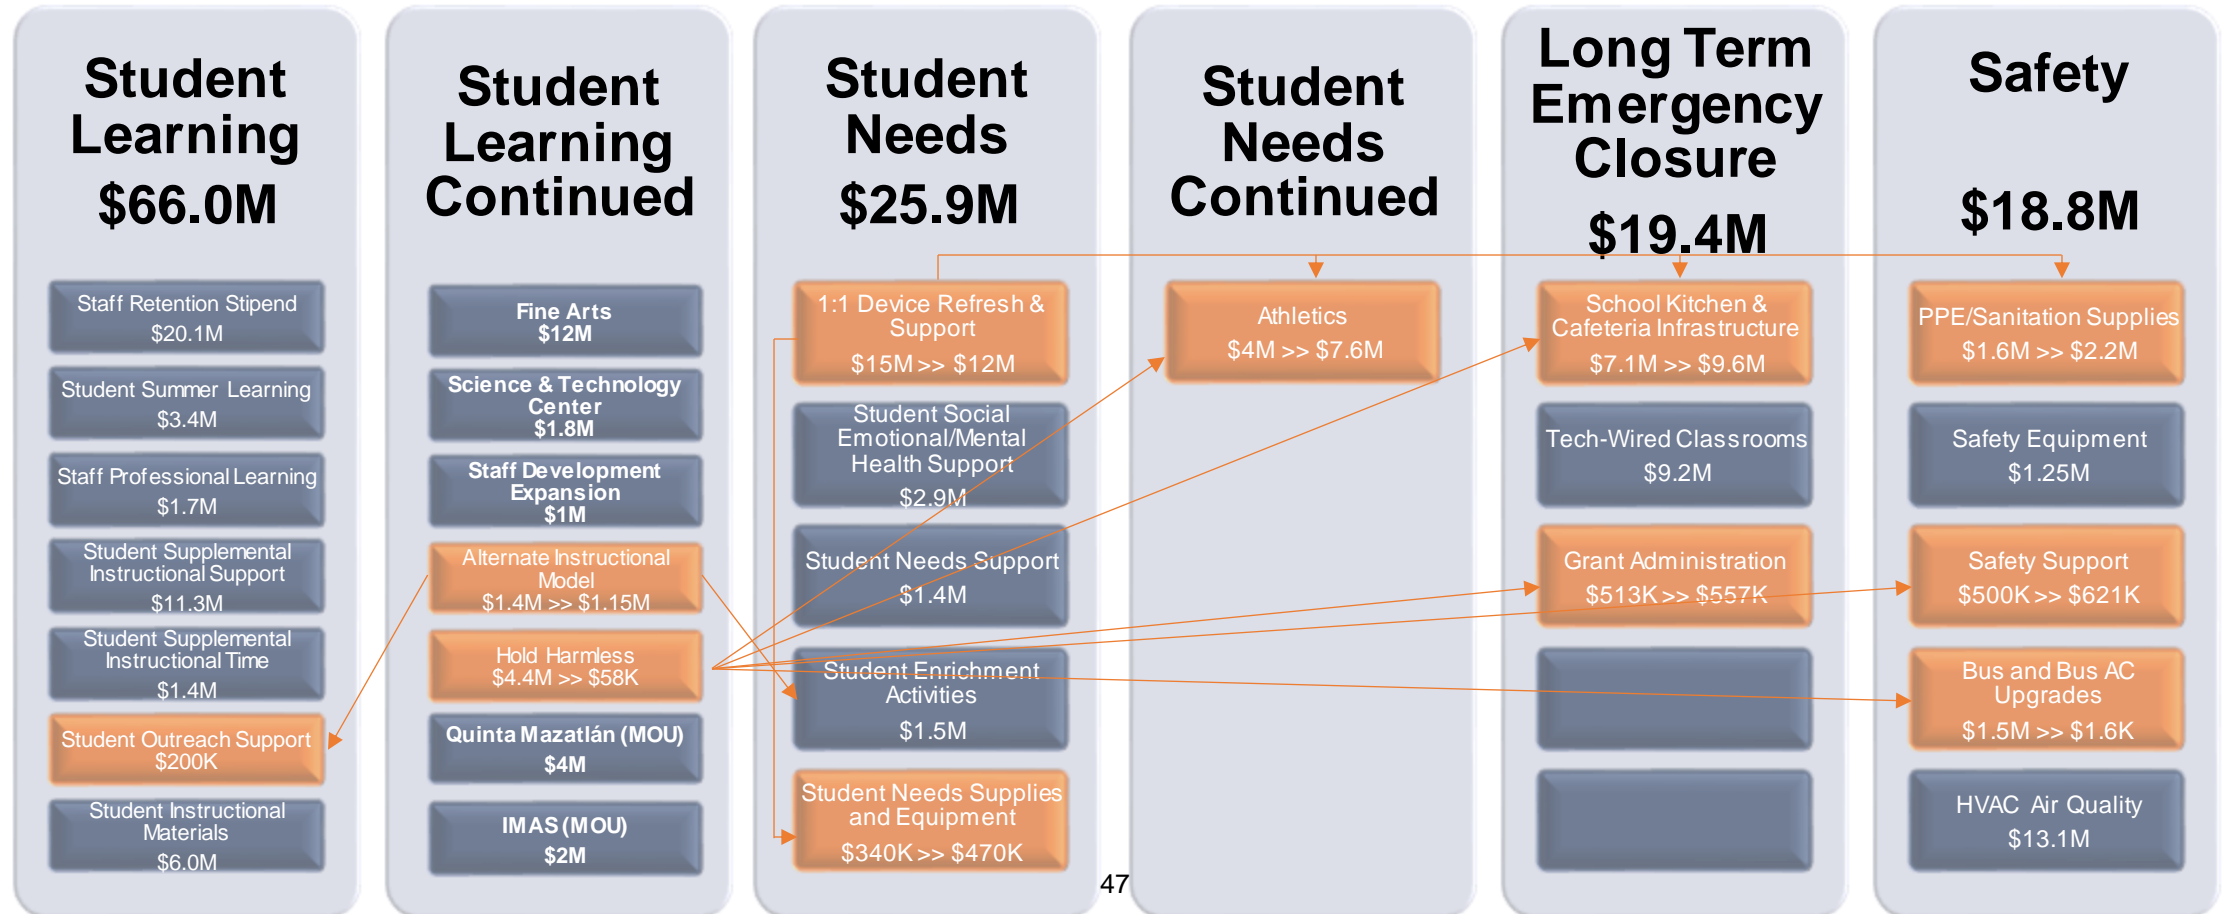 Student
Learning
$66.0M
Staff Retention Stipend
$20.1M
Student Summer Learning
$3.4M
Staff Professional Learning
$1.7M
Student Supplemental
Instructional Support
$11.3M
Student Supplemental
Instructional Time
$1.4M
Student Outreach Support
$200K
Student Instructional
Materials
$6.0M
Student
Learning
Continued
Fine Arts
$12M
Science & Technology
Center
$1.8M
Staff Development
Expansion
$1M
Alternate Instructional
Model
$1.4M >> $1.15M
Hold Harmless
$4.4M >> $58K
Quinta Mazatlán (MOU)
$4M
IMAS (MOU)
$2M
Student
Needs
$25.9M
1:1 Device Refresh &
Support
$15M >> $12M
Student Social
Emotional/Mental
Health Support
$2.9M
Student Needs Support
$1.4M
Student Enrichment
Activities
$1.5M
Student Needs Supplies
and Equipment
$340K >> $470K
Student
Needs
Continued
Athletics
$4M >> $7.6M
Long Term
Emergency
Closure
$19.4M
School Kitchen &
Cafeteria Infrastructure
$7.1M >> $9.6M
Tech-Wired Classrooms
$9.2M
Grant Administration
$513K >> $557K
Safety
$18.8M
PPE/Sanitation Supplies
$1.6M >> $2.2M
Safety Equipment
$1.25M
Safety Support
$500K >> $621K
Bus and Bus AC
Upgrades
$1.5M >> $1.6K
HVAC Air Quality
$13.1M
47